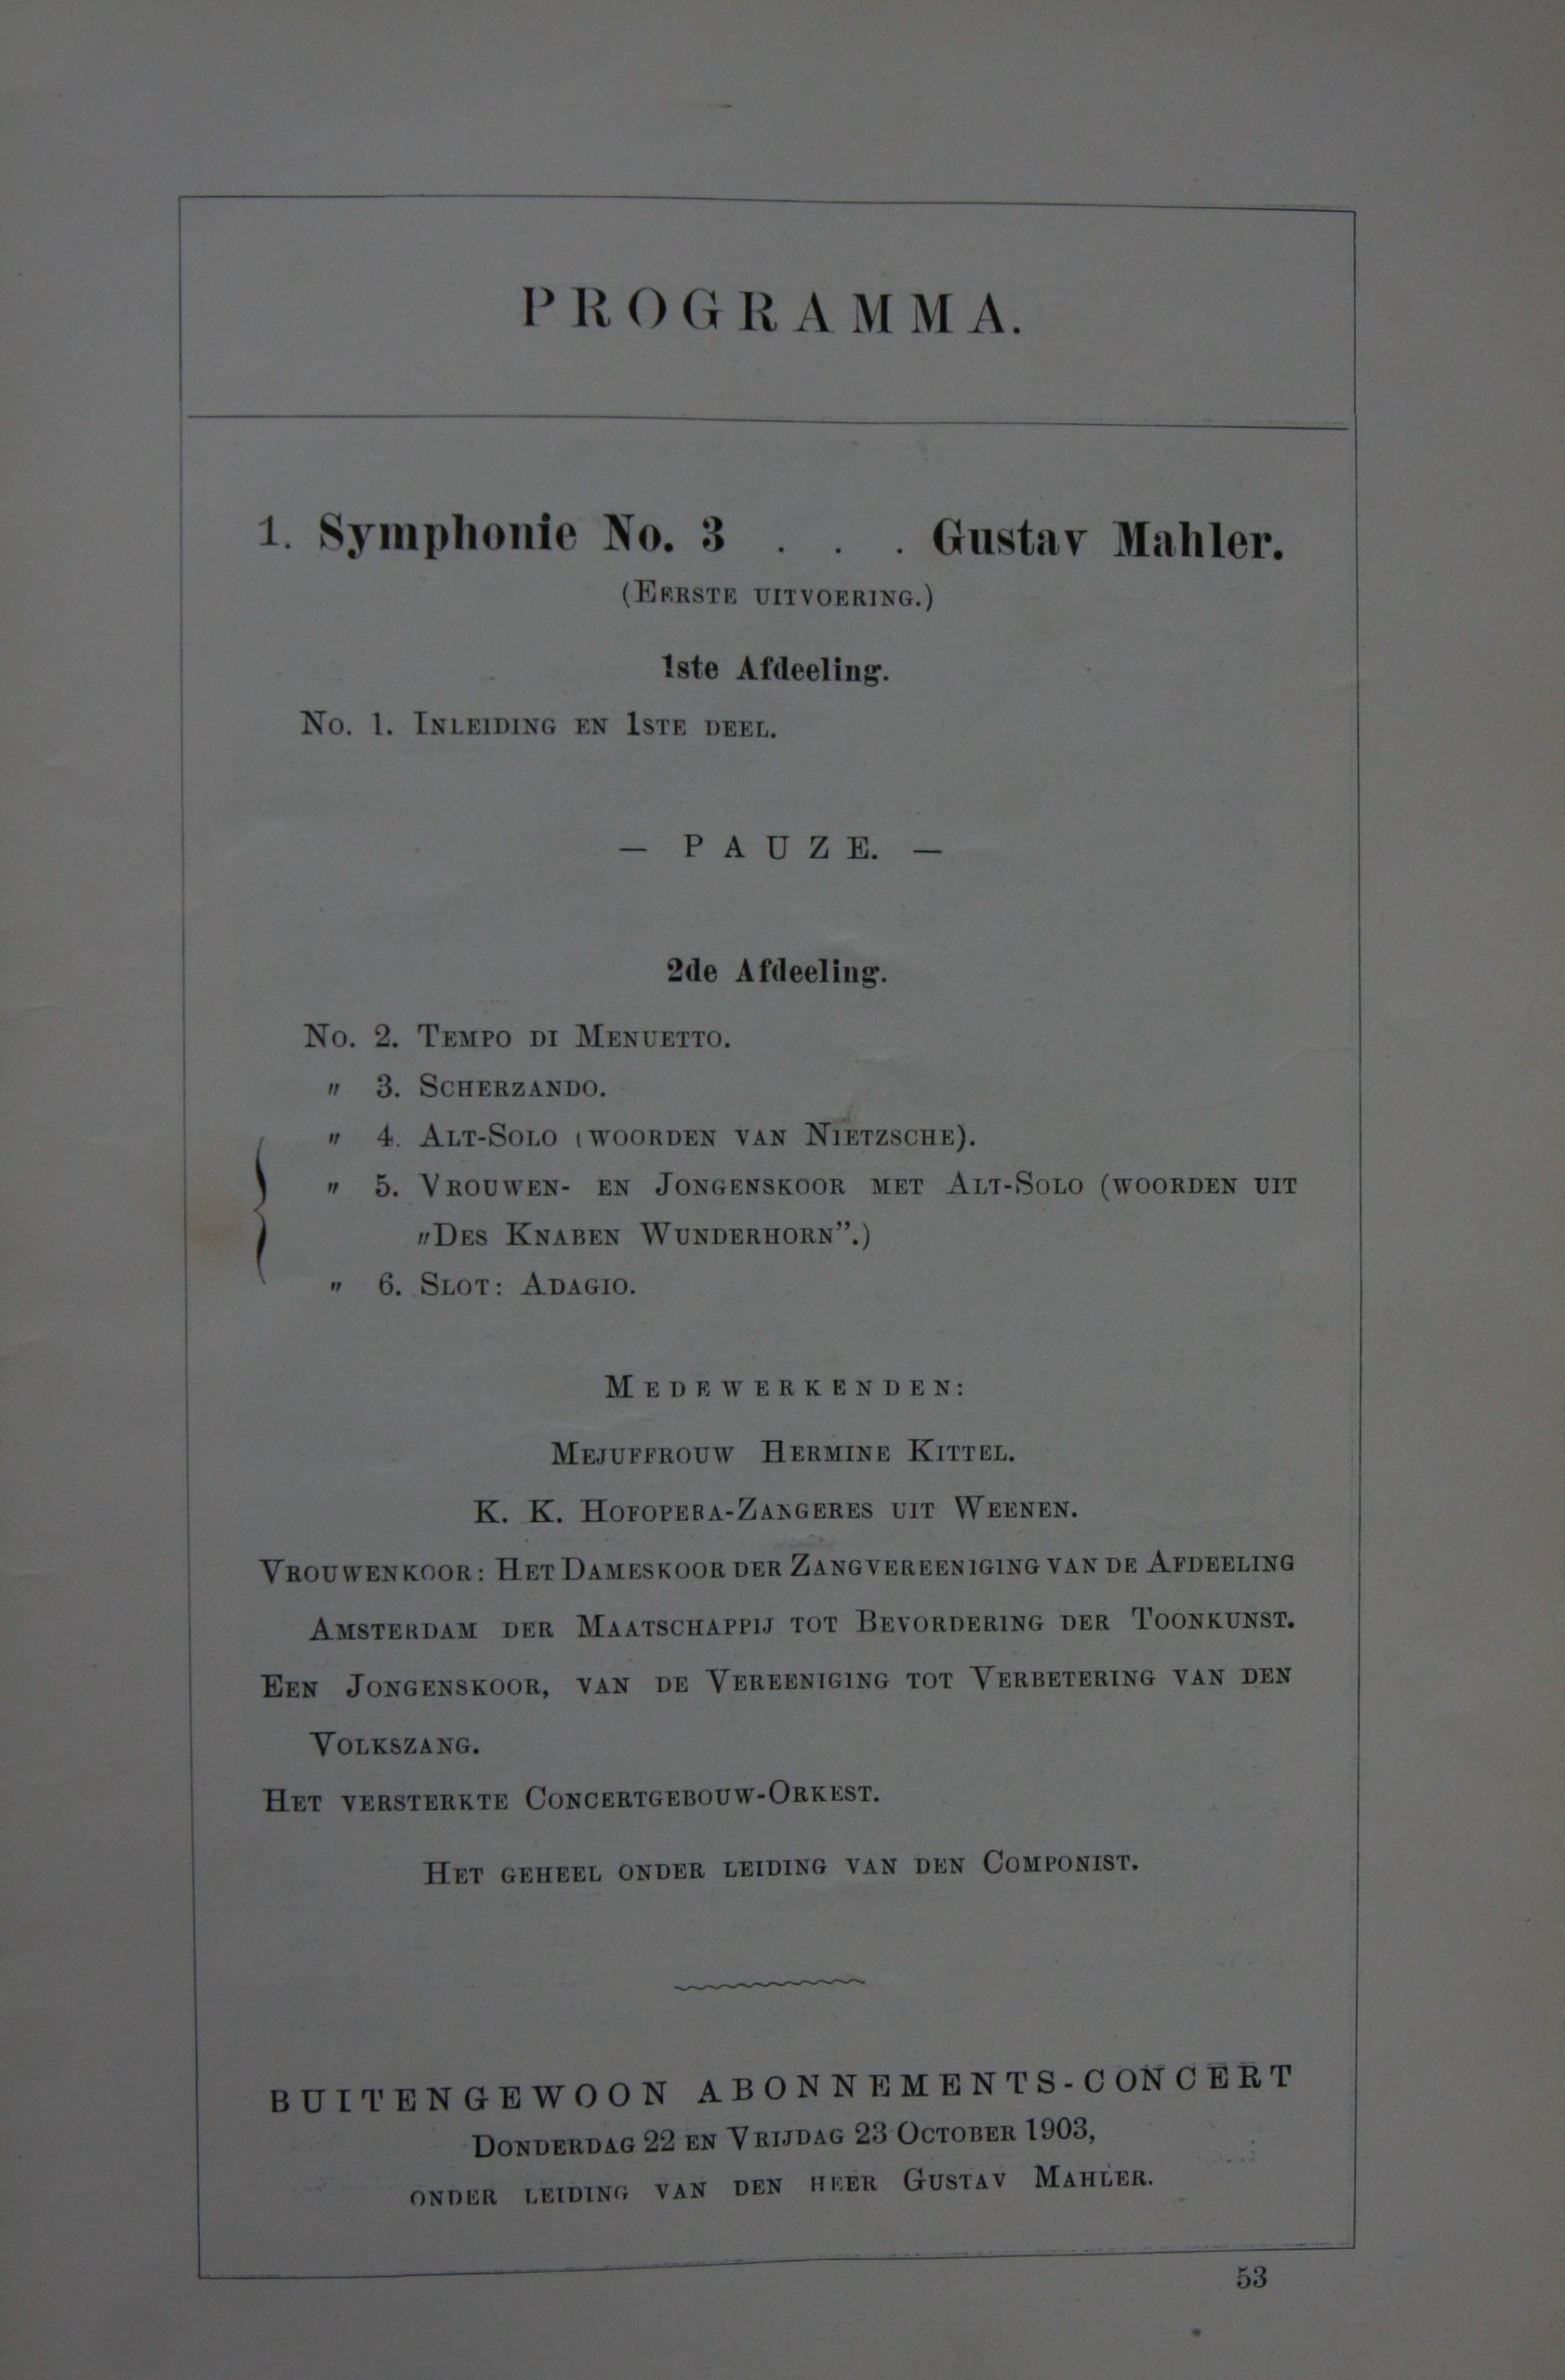 PROGRAMMA.
1. Symphonie No. 3 . . . Gustav Mahler.
(Eerste uitvoering.)
1ste Afdeeling.
No. 1. Inleiding en 1ste deel.
— PAUZE. —
2de Afdeeling.
No. 2. Tempo di Menuetto.
" 3. Scherzando.
" 4. Alt-Solo (woorden van Nietzsche).
" 5. Vrouwen- en Jongenskoor met Alt-Solo (woorden uit
"Des Knaben Wunderhorn".)
" 6. Slot: Adagio.
Medewerkenden:
Mejuffrouw Hermine Kittel.
K. K. Hofopera-Zangeres uit Weenen.
Vrouwenkoor: Het Dameskoor der Zangvereeniging van de Afdeeling
Amsterdam der Maatschappij tot Bevordering der Toonkunst.
Een Jongenskoor, van de Vereeniging tot Verbetering van den
Volkszang.
Het versterkte Concertgebouw-Orkest.
Het geheel onder leiding van den Componist.
BUITENGEWOON ABONNEMENTS-CONCERT
Donderdag 22 en Vrijdag 23 October 1903,
onder leiding van den heer Gustav Mahler.
53